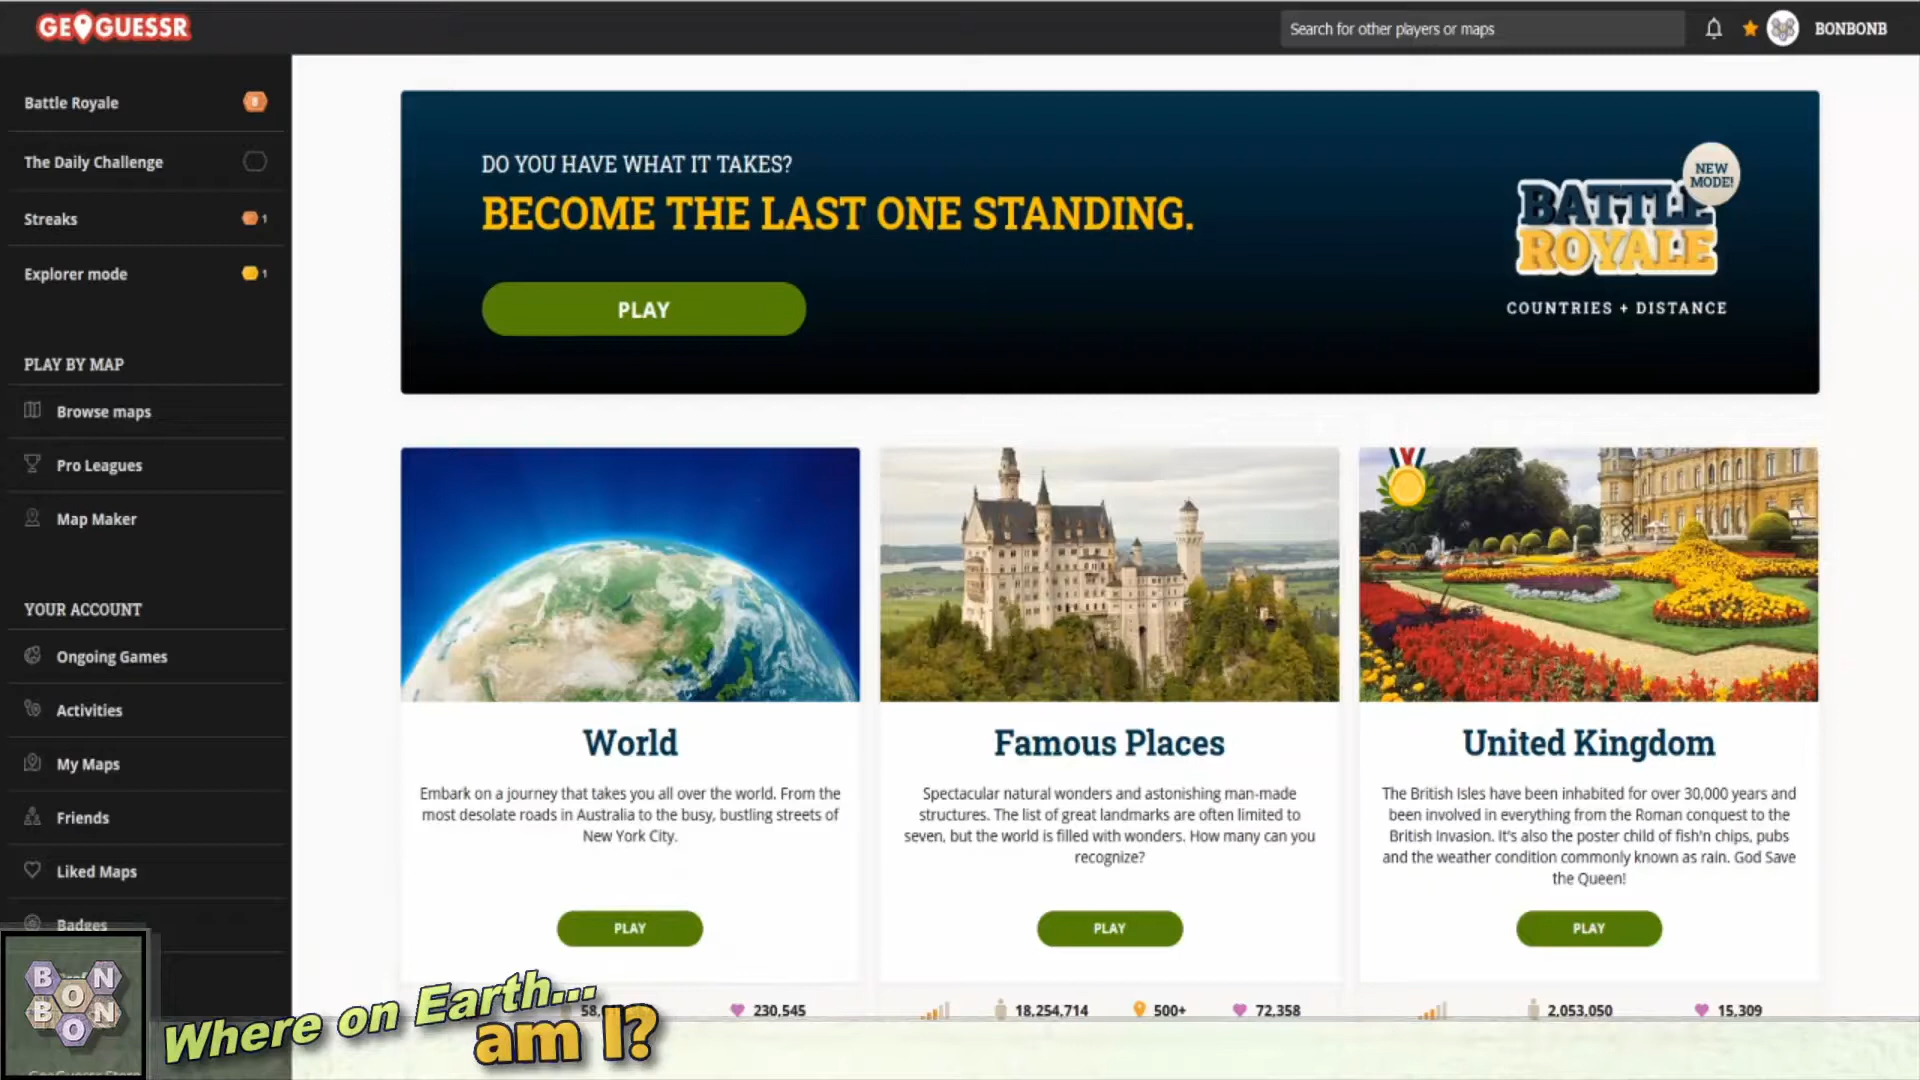 GEOGUESSR
Search for other players or maps
BONBONB
Battle Royale
The Daily Challenge
Streaks
1
Explorer mode
1
PLAY BY MAP
Browse maps
Pro Leagues
Map Maker
YOUR ACCOUNT
Ongoing Games
Activities
My Maps
Friends
Liked Maps
Badges
DO YOU HAVE WHAT IT TAKES?
BECOME THE LAST ONE STANDING.
PLAY
NEW
MODE!
BATTLE
ROYALE
COUNTRIES + DISTANCE
World
Embark on a journey that takes you all over the world. From the
most desolate roads in Australia to the busy, bustling streets of
New York City.
PLAY
230,545
Famous Places
Spectacular natural wonders and astonishing man-made
structures. The list of great landmarks are often limited to
seven, but the world is filled with wonders. How many can you
recognize?
PLAY
18,254,714
500+
72,358
United Kingdom
The British Isles have been inhabited for over 30,000 years and
been involved in everything from the Roman conquest to the
British Invasion. It's also the poster child of fish'n chips, pubs
and the weather condition commonly known as rain. God Save
the Queen!
PLAY
2,053,050
15,309
B N
O
B N
O
Where on Earth...
am I?